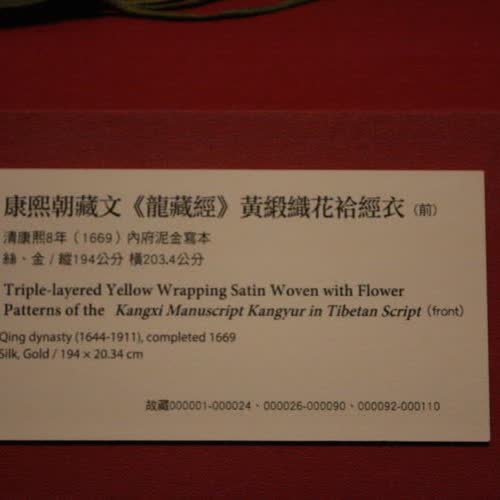 康熙朝藏文《龍藏經》黃緞織花袷經衣（前）
清康熙8年（1669）內府泥金寫本
絲、金 / 縱194公分 橫203.4公分
Triple-layered Yellow Wrapping Satin Woven with Flower
Patterns of the Kangxi Manuscript Kangyur in Tibetan Script (front)
Qing dynasty (1644-1911), completed 1669
Silk, Gold / 194 × 20.34 cm
故藏000001-000024、000026-000090、000092-000110